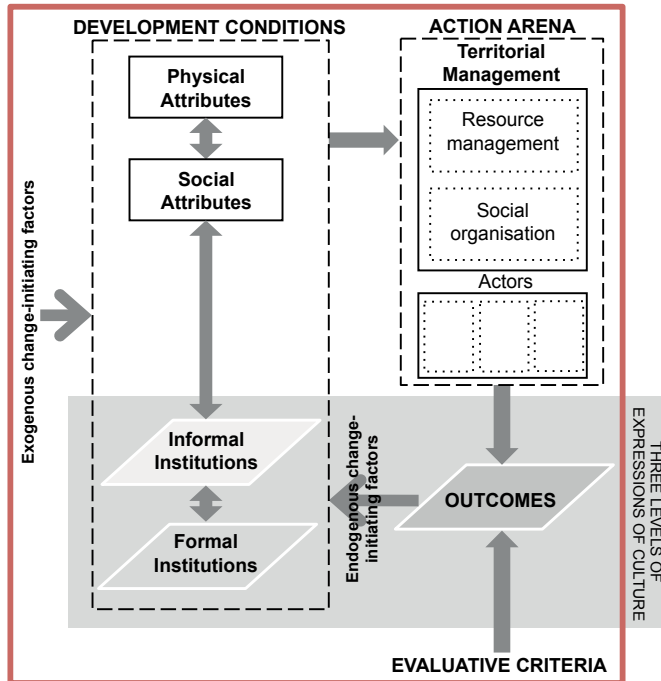 DEVELOPMENT CONDITIONS
Physical
Attributes
Social
Attributes
Informal
Institutions
Formal
Institutions
Exogenous change-initiating factors
ACTION ARENA
Territorial
Management
Resource
management
Social
organisation
Actors
Endogenous change-
initiating factors
OUTCOMES
THREE LEVELS OF
EXPRESSIONS OF CULTURE
EVALUATIVE CRITERIA